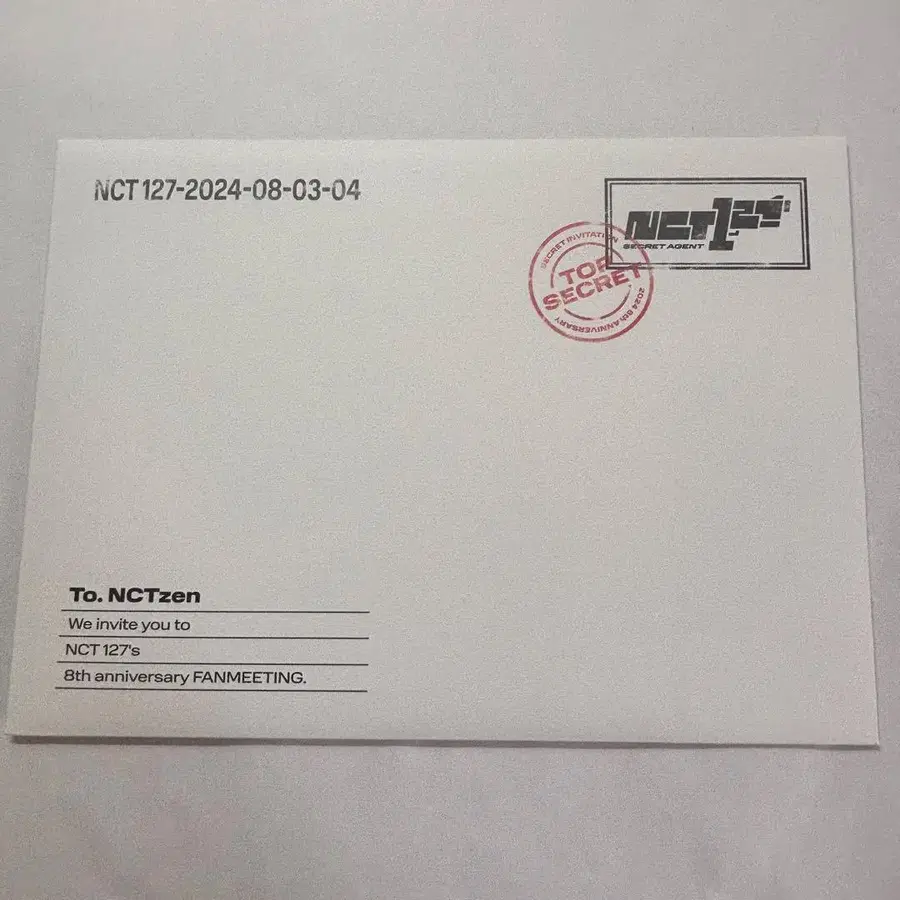 NCT 127-2024-08-03-04
NCT 127
SECRET AGENT
SECRET INVITATION
TOP
SECRET
2024 8th ANNIVERSARY
To. NCTzen
We invite you to
NCT 127's
8th anniversary FANMEETING.